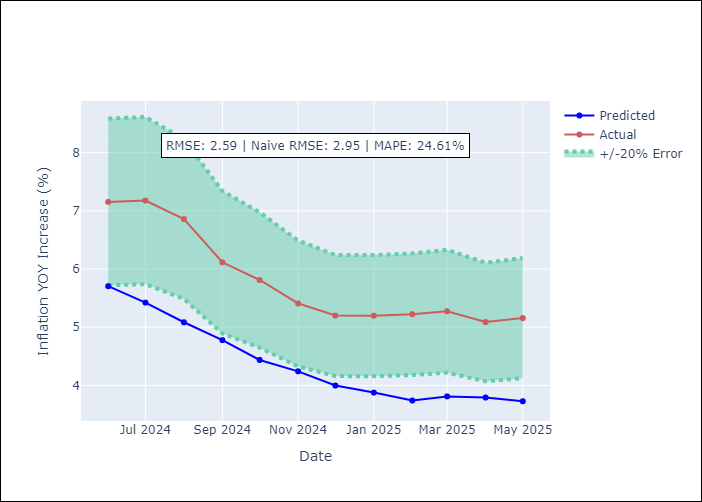 Predicted
Actual
+/-20% Error
RMSE: 2.59 | Naive RMSE: 2.95 | MAPE: 24.61%
8
7
6
5
4
Inflation YOY Increase (%)
Jul 2024 Sep 2024 Nov 2024 Jan 2025 Mar 2025 May 2025
Date